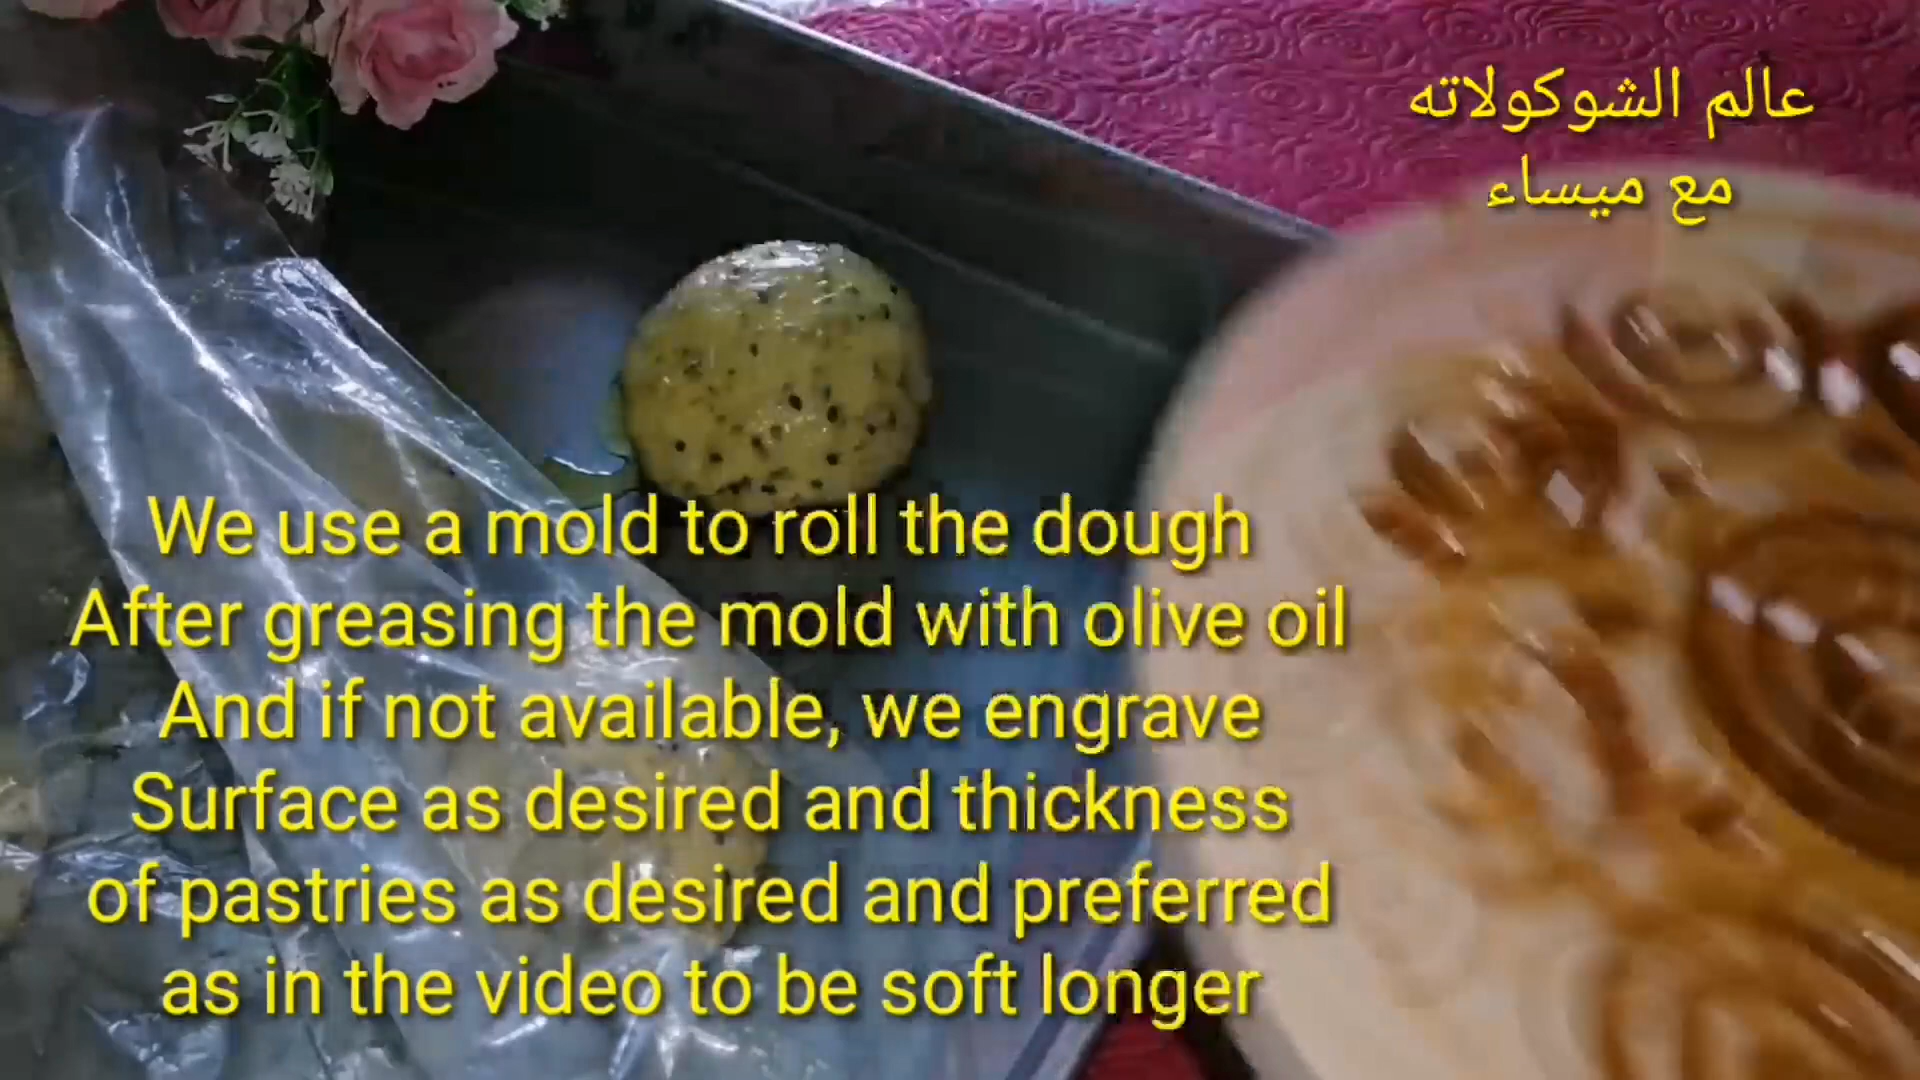 عالم الشوكولاته
مع ميساء
We use a mold to roll the dough
After greasing the mold with olive oil
And if not available, we engrave
Surface as desired and thickness
of pastries as desired and preferred
as in the video to be soft longer